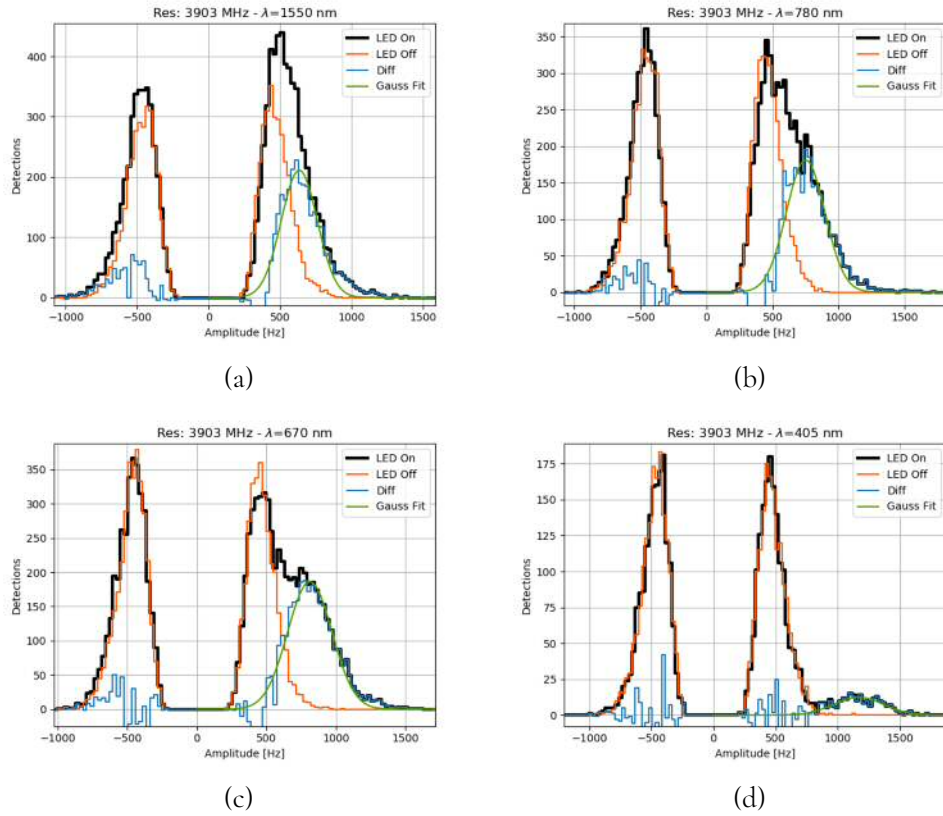 Res: 3903 MHz - λ=1550 nm
Detections
400
300
200
100
0
LED On
LED Off
Diff
Gauss Fit
−1000 −500 0 500 1000 1500
Amplitude [Hz]
(a)
Res: 3903 MHz - λ=780 nm
Detections
350
300
250
200
150
100
50
0
LED On
LED Off
Diff
Gauss Fit
−1000 −500 0 500 1000 1500
Amplitude [Hz]
(b)
Res: 3903 MHz - λ=670 nm
Detections
350
300
250
200
150
100
50
0
LED On
LED Off
Diff
Gauss Fit
−1000 −500 0 500 1000 1500
Amplitude [Hz]
(c)
Res: 3903 MHz - λ=405 nm
Detections
175
150
125
100
75
50
25
0
LED On
LED Off
Diff
Gauss Fit
−1000 −500 0 500 1000 1500
Amplitude [Hz]
(d)